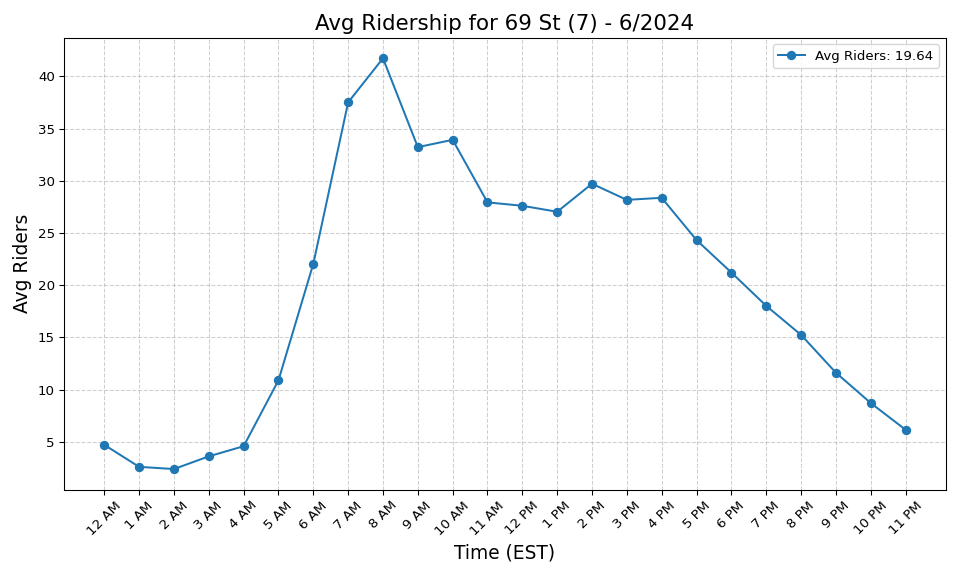 Avg Ridership for 69 St (7) - 6/2024
Avg Riders: 19.64
Avg Riders
40
35
30
25
20
15
10
5
12 AM
1 AM
2 AM
3 AM
4 AM
5 AM
6 AM
7 AM
8 AM
9 AM
10 AM
11 AM
12 PM
1 PM
2 PM
3 PM
4 PM
5 PM
6 PM
7 PM
8 PM
9 PM
10 PM
11 PM
Time (EST)